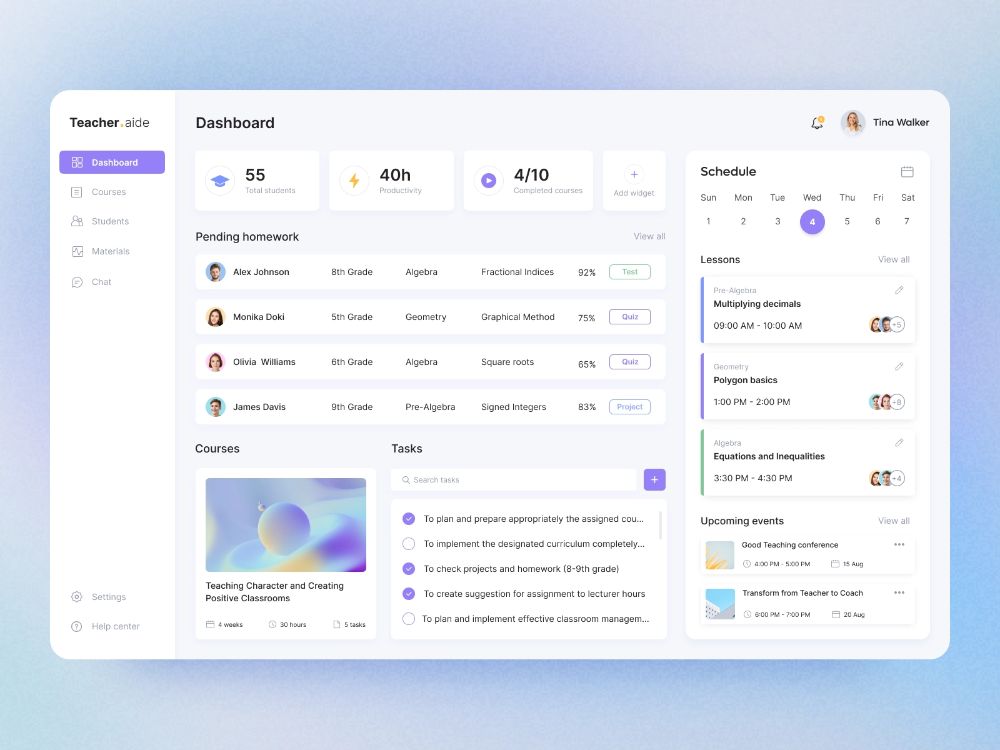 Teacher.aide
Dashboard
Courses
Students
Materials
Chat
Settings
Help center
Dashboard
Tina Walker
55
Total students
40h
Productivity
4/10
Completed courses
+
Add widget
Pending homework
View all
Alex Johnson 8th Grade Algebra Fractional Indices 92% Test
Monika Doki 5th Grade Geometry Graphical Method 75% Quiz
Olivia Williams 6th Grade Algebra Square roots 65% Quiz
James Davis 9th Grade Pre-Algebra Signed Integers 83% Project
Courses
Teaching Character and Creating
Positive Classrooms
4 weeks 30 hours 5 tasks
Tasks
Search tasks
+
To plan and prepare appropriately the assigned cou...
To implement the designated curriculum completely...
To check projects and homework (8-9th grade)
To create suggestion for assignment to lecturer hours
To plan and implement effective classroom managem...
Schedule
Sun Mon Tue Wed Thu Fri Sat
1 2 3 4 5 6 7
Lessons
View all
Pre-Algebra
Multiplying decimals
09:00 AM - 10:00 AM +5
Geometry
Polygon basics
1:00 PM - 2:00 PM +8
Algebra
Equations and Inequalities
3:30 PM - 4:30 PM +4
Upcoming events
View all
Good Teaching conference
4:00 PM - 5:00 PM 15 Aug
Transform from Teacher to Coach
6:00 PM - 7:00 PM 20 Aug